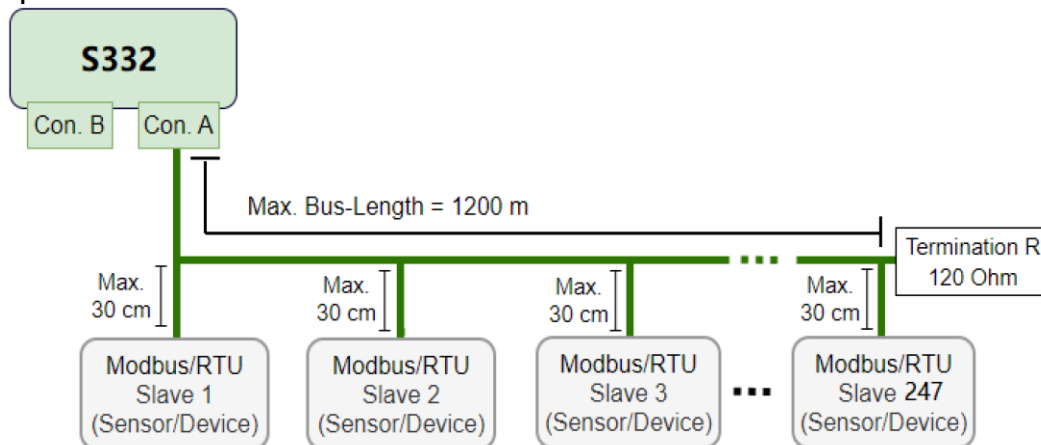 S332
Con. B
Con. A
Max. Bus-Length = 1200 m
Termination R
120 Ohm
Max.
30 cm
Max.
30 cm
Max.
30 cm
Max.
30 cm
Modbus/RTU
Slave 1
(Sensor/Device)
Modbus/RTU
Slave 2
(Sensor/Device)
Modbus/RTU
Slave 3
(Sensor/Device)
Modbus/RTU
Slave 247
(Sensor/Device)